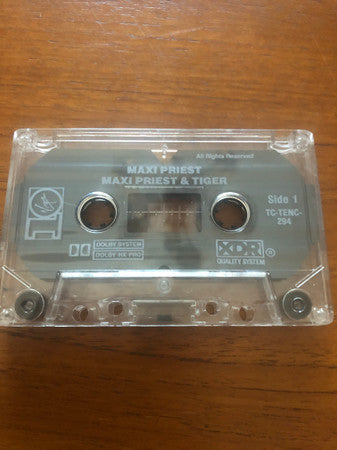 All Rights Reserved
MAXI PRIEST
MAXI PRIEST & TIGER
Side 1
TC-TENC-
294
DOLBY SYSTEM
DOLBY HX PRO
XDR®
QUALITY SYSTEM